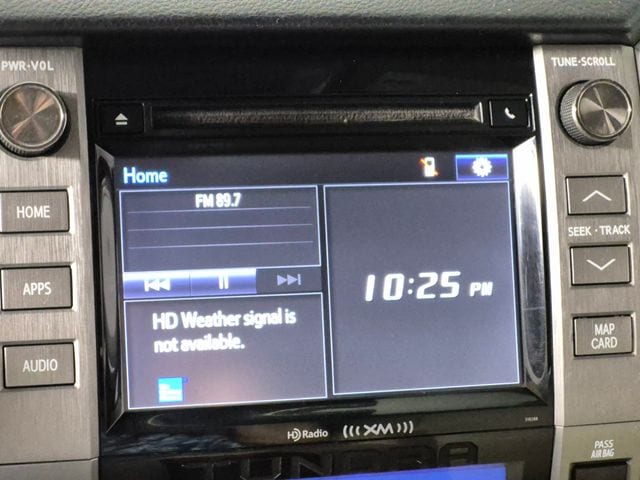 PWR·VOL
TUNE·SCROLL
Home
FM 89.7
HOME
SEEK·TRACK
APPS
10:25 PM
HD Weather signal is
not available.
AUDIO
MAP
CARD
HD Radio
((( XM )))
TUNDRA
PASS
AIR BAG